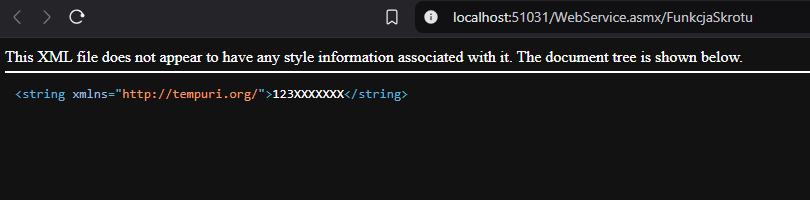 localhost:51031/WebService.asmx/FunkcjaSkrotu
This XML file does not appear to have any style information associated with it. The document tree is shown below.
<string xmlns="http://tempuri.org/">123XXXXXXX</string>